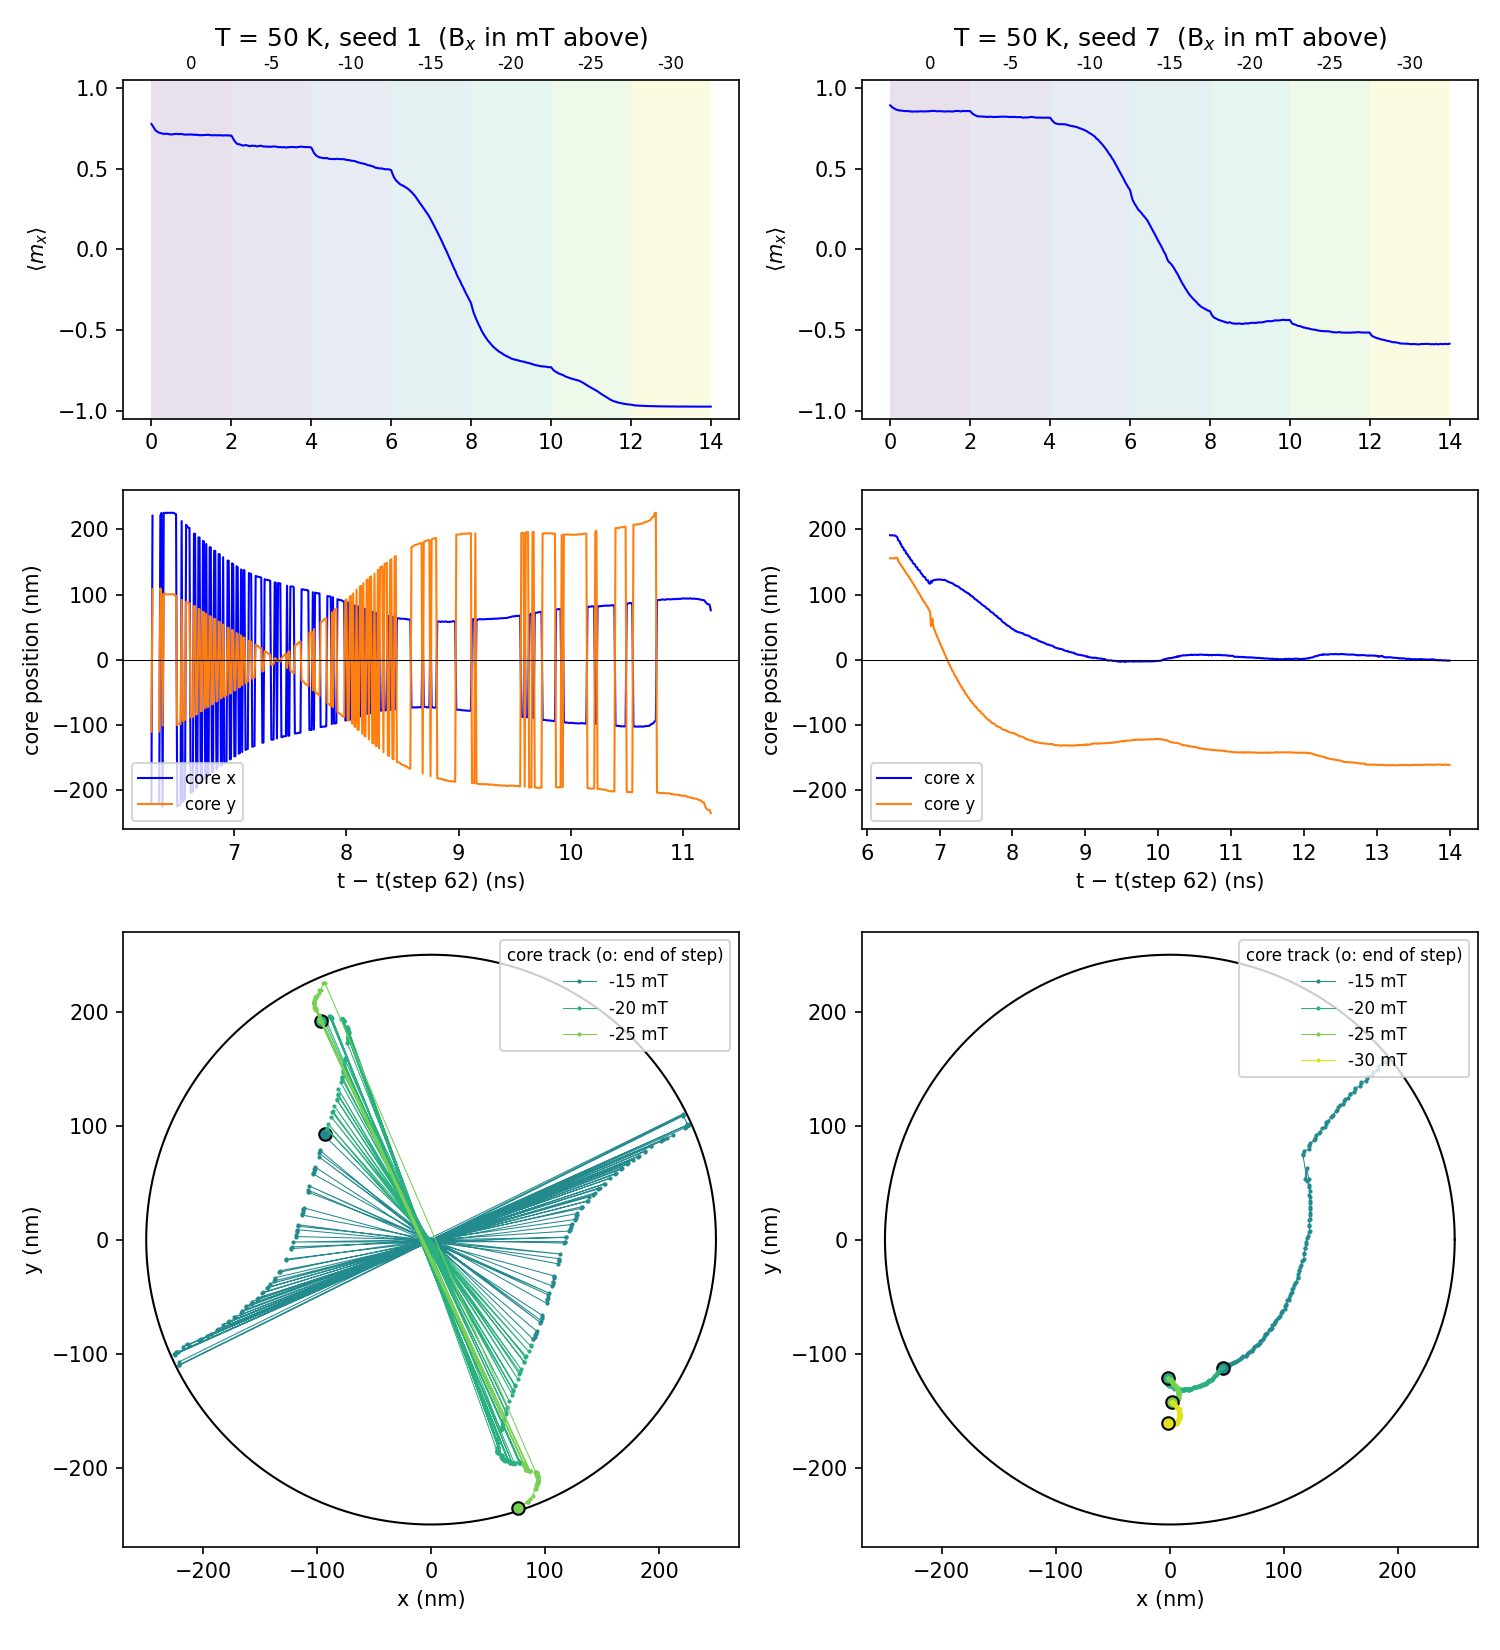 T = 50 K, seed 1 (Bₓ in mT above)
0 -5 -10 -15 -20 -25 -30
1.0
0.5
0.0
−0.5
−1.0
⟨mₓ⟩
0 2 4 6 8 10 12 14
T = 50 K, seed 7 (Bₓ in mT above)
0 -5 -10 -15 -20 -25 -30
1.0
0.5
0.0
−0.5
−1.0
⟨mₓ⟩
0 2 4 6 8 10 12 14
200
100
0
−100
−200
core position (nm)
core x
core y
7 8 9 10 11
t − t(step 62) (ns)
200
100
0
−100
−200
core position (nm)
core x
core y
6 7 8 9 10 11 12 13 14
t − t(step 62) (ns)
core track (o: end of step)
-15 mT
-20 mT
-25 mT
200
100
0
−100
−200
y (nm)
−200 −100 0 100 200
x (nm)
core track (o: end of step)
-15 mT
-20 mT
-25 mT
-30 mT
200
100
0
−100
−200
y (nm)
−200 −100 0 100 200
x (nm)